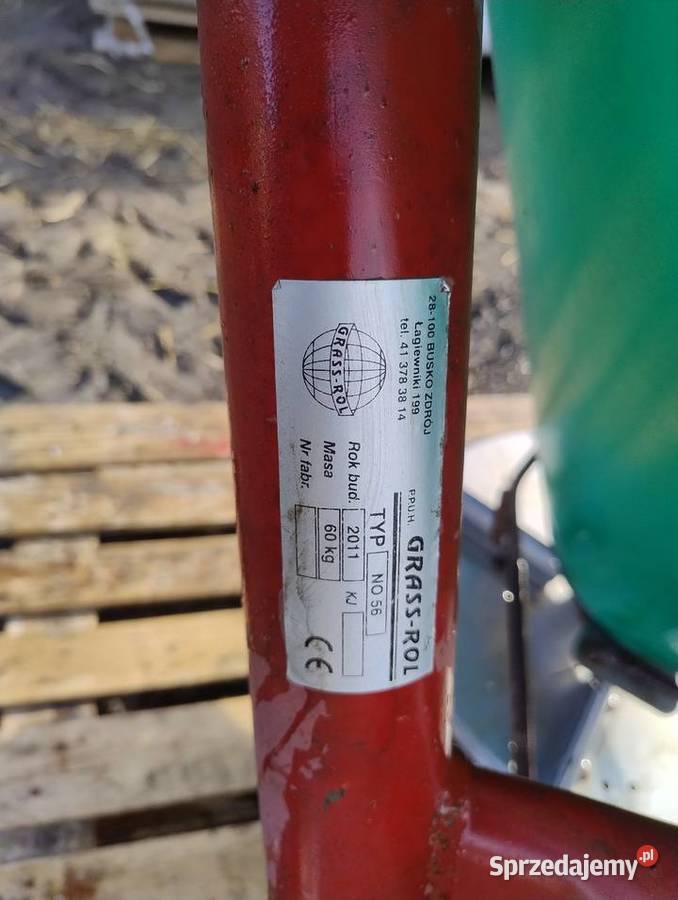 P.P.U.H. GRASS-ROL
28-100 BUSKO ZDRÓJ
Łagiewniki 199
tel. 41 378 38 14
GRASS-ROL
TYP NO 56
Rok bud. 2011 KJ
Masa 60 kg
Nr fabr.
CE
Sprzedajemy.pl